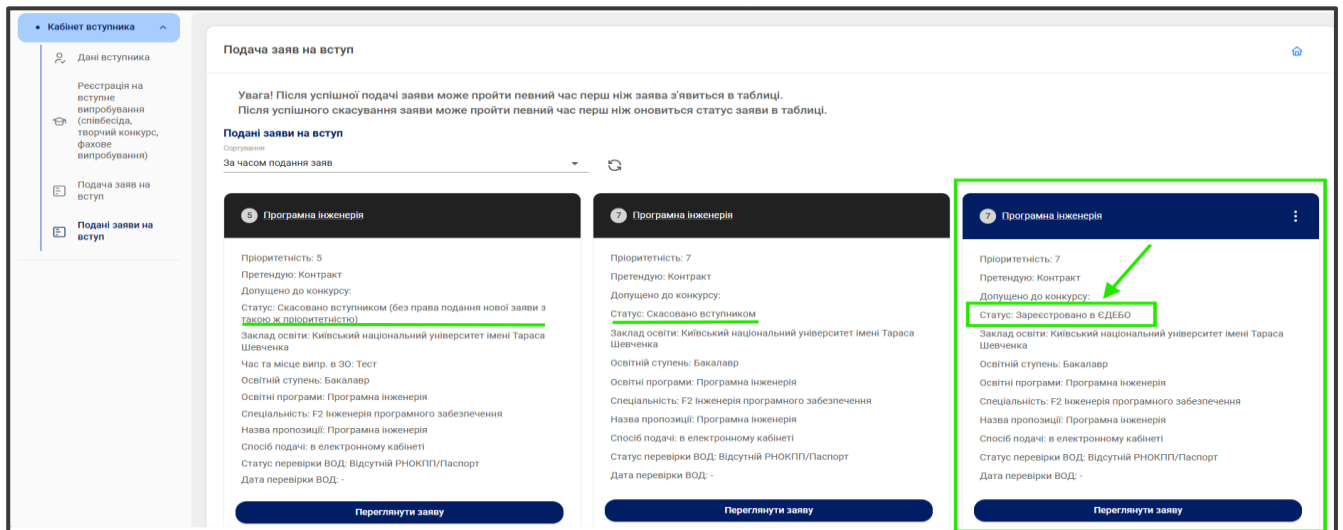 Кабінет вступника
Дані вступника
Реєстрація на
вступне
випробування
(співбесіда,
творчий конкурс,
фахове
випробування)
Подача заяв на
вступ
Подані заяви на
вступ
Подача заяв на вступ
Увага! Після успішної подачі заяви може пройти певний час перш ніж заява з'явиться в таблиці.
Після успішного скасування заяви може пройти певний час перш ніж оновиться статус заяви в таблиці.
Подані заяви на вступ
Сортування
За часом подання заяв
5 Програмна інженерія
Пріоритетність: 5
Претендую: Контракт
Допущено до конкурсу:
Статус: Скасовано вступником (без права подання нової заяви з
такою ж пріоритетністю)
Заклад освіти: Київський національний університет імені Тараса
Шевченка
Час та місце випр. в ЗО: Тест
Освітній ступень: Бакалавр
Освітні програми: Програмна інженерія
Спеціальність: F2 Інженерія програмного забезпечення
Назва пропозиції: Програмна інженерія
Спосіб подачі: в електронному кабінеті
Статус перевірки ВОД: Відсутній РНОКПП/Паспорт
Дата перевірки ВОД: -
Переглянути заяву
7 Програмна інженерія
Пріоритетність: 7
Претендую: Контракт
Допущено до конкурсу:
Статус: Скасовано вступником
Заклад освіти: Київський національний університет імені Тараса
Шевченка
Освітній ступень: Бакалавр
Освітні програми: Програмна інженерія
Спеціальність: F2 Інженерія програмного забезпечення
Назва пропозиції: Програмна інженерія
Спосіб подачі: в електронному кабінеті
Статус перевірки ВОД: Відсутній РНОКПП/Паспорт
Дата перевірки ВОД: -
Переглянути заяву
7 Програмна інженерія
Пріоритетність: 7
Претендую: Контракт
Допущено до конкурсу:
Статус: Зареєстровано в ЄДЕБО
Заклад освіти: Київський національний університет імені Тараса
Шевченка
Освітній ступень: Бакалавр
Освітні програми: Програмна інженерія
Спеціальність: F2 Інженерія програмного забезпечення
Назва пропозиції: Програмна інженерія
Спосіб подачі: в електронному кабінеті
Статус перевірки ВОД: Відсутній РНОКПП/Паспорт
Дата перевірки ВОД: -
Переглянути заяву